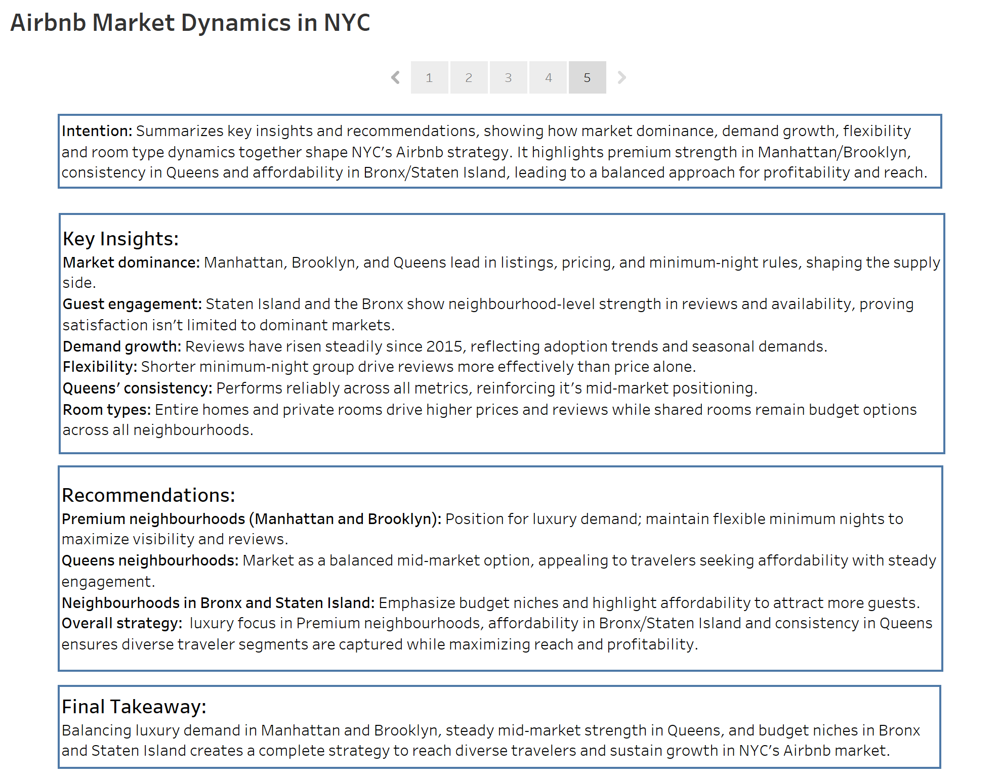 Airbnb Market Dynamics in NYC
1 2 3 4 5
Intention: Summarizes key insights and recommendations, showing how market dominance, demand growth, flexibility
and room type dynamics together shape NYC’s Airbnb strategy. It highlights premium strength in Manhattan/Brooklyn,
consistency in Queens and affordability in Bronx/Staten Island, leading to a balanced approach for profitability and reach.
Key Insights:
Market dominance: Manhattan, Brooklyn, and Queens lead in listings, pricing, and minimum-night rules, shaping the supply
side.
Guest engagement: Staten Island and the Bronx show neighbourhood-level strength in reviews and availability, proving
satisfaction isn’t limited to dominant markets.
Demand growth: Reviews have risen steadily since 2015, reflecting adoption trends and seasonal demands.
Flexibility: Shorter minimum-night group drive reviews more effectively than price alone.
Queens’ consistency: Performs reliably across all metrics, reinforcing it’s mid-market positioning.
Room types: Entire homes and private rooms drive higher prices and reviews while shared rooms remain budget options
across all neighbourhoods.
Recommendations:
Premium neighbourhoods (Manhattan and Brooklyn): Position for luxury demand; maintain flexible minimum nights to
maximize visibility and reviews.
Queens neighbourhoods: Market as a balanced mid-market option, appealing to travelers seeking affordability with steady
engagement.
Neighbourhoods in Bronx and Staten Island: Emphasize budget niches and highlight affordability to attract more guests.
Overall strategy: luxury focus in Premium neighbourhoods, affordability in Bronx/Staten Island and consistency in Queens
ensures diverse traveler segments are captured while maximizing reach and profitability.
Final Takeaway:
Balancing luxury demand in Manhattan and Brooklyn, steady mid-market strength in Queens, and budget niches in Bronx
and Staten Island creates a complete strategy to reach diverse travelers and sustain growth in NYC’s Airbnb market.